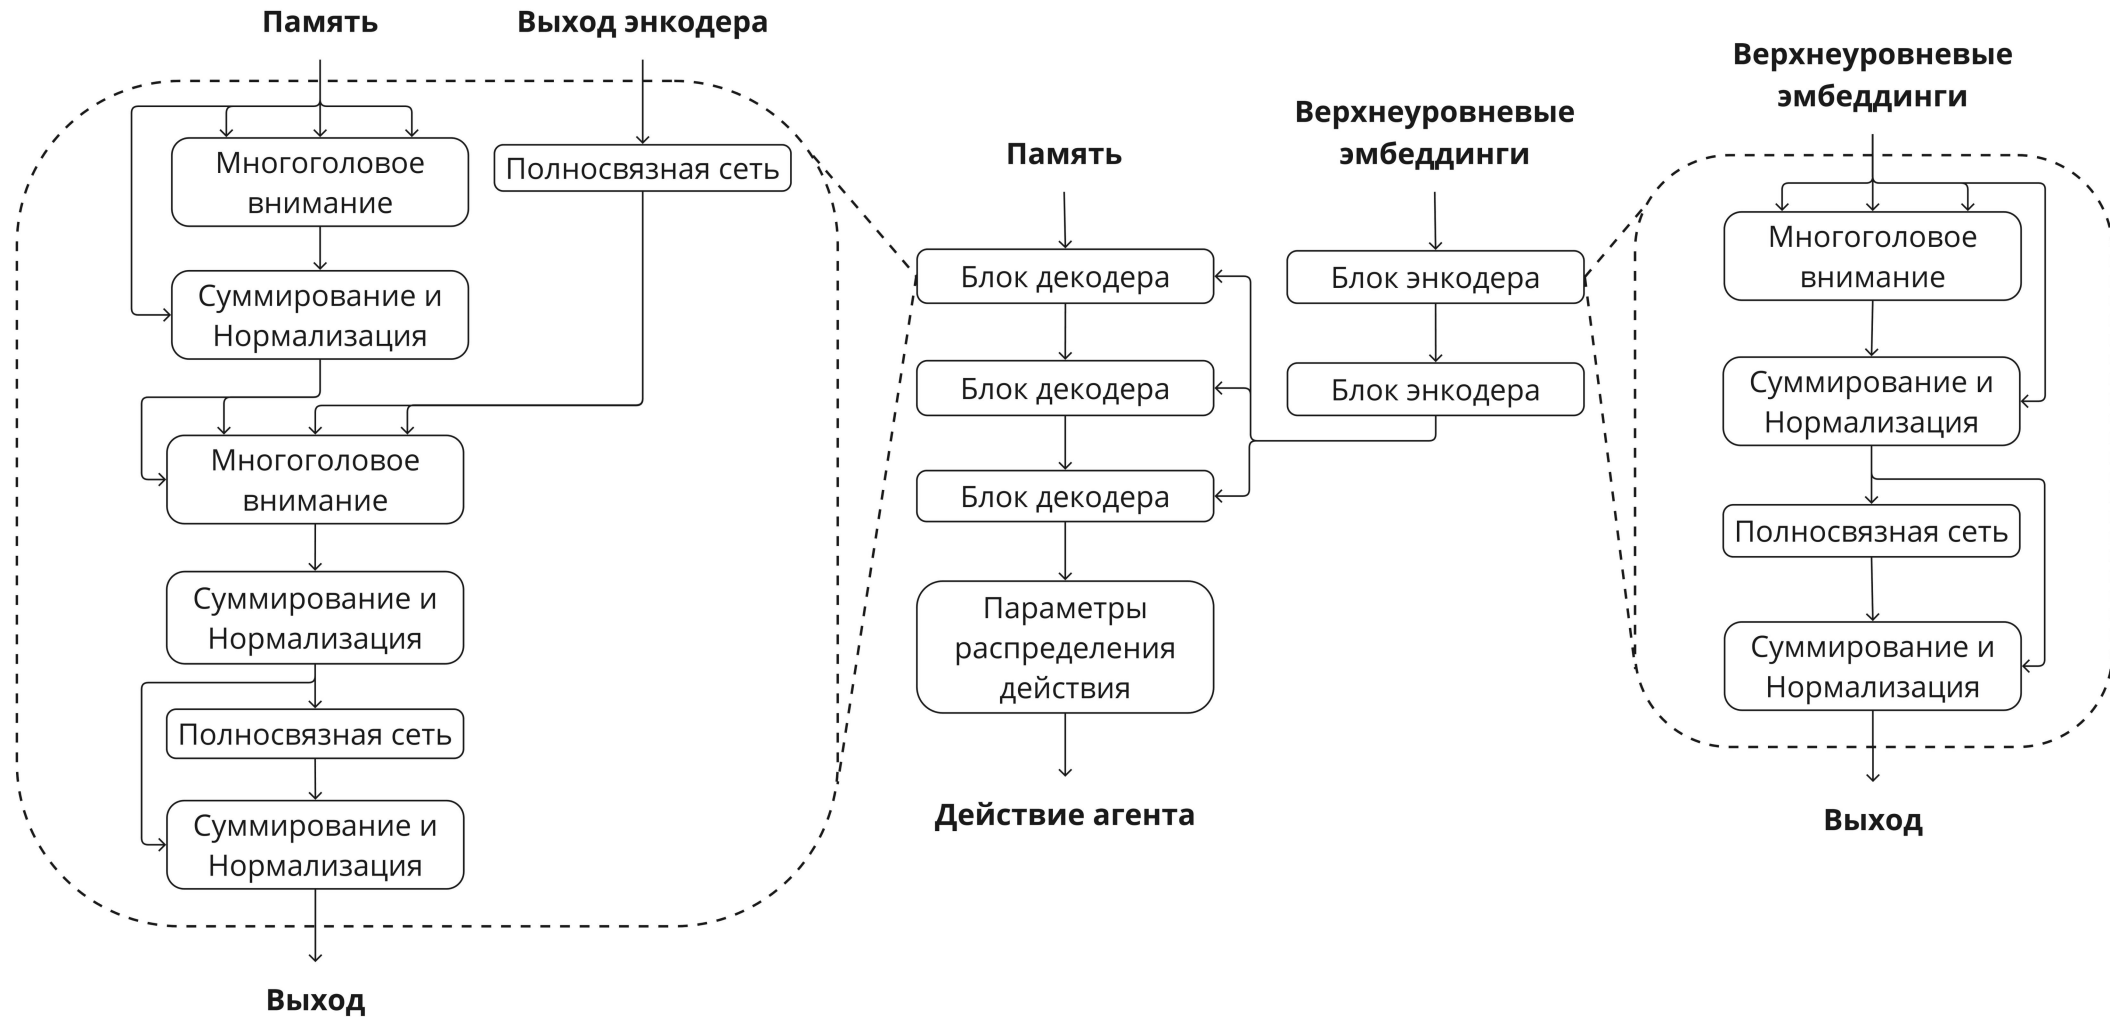 Память
Выход энкодера
Многоголовое
внимание
Полносвязная сеть
Суммирование и
Нормализация
Многоголовое
внимание
Суммирование и
Нормализация
Полносвязная сеть
Суммирование и
Нормализация
Выход
Память
Верхнеуровневые
эмбеддинги
Блок декодера
Блок энкодера
Блок декодера
Блок энкодера
Блок декодера
Параметры
распределения
действия
Действие агента
Верхнеуровневые
эмбеддинги
Многоголовое
внимание
Суммирование и
Нормализация
Полносвязная сеть
Суммирование и
Нормализация
Выход